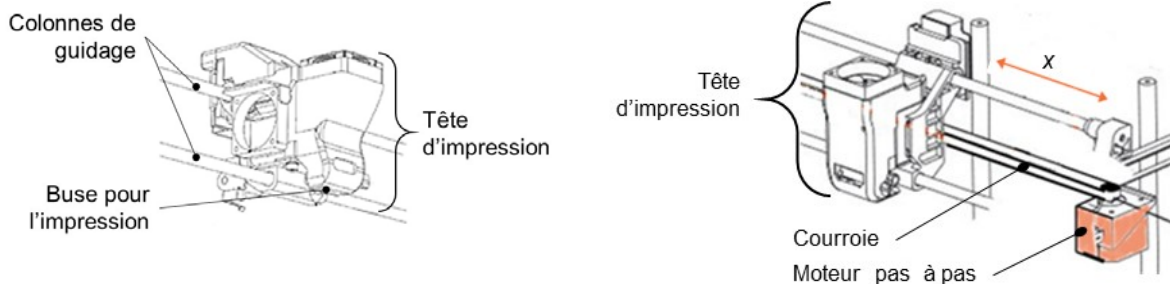 Colonnes de
guidage
Tête
d'impression
Buse pour
l'impression
Tête
d'impression
x
Courroie
Moteur pas à pas